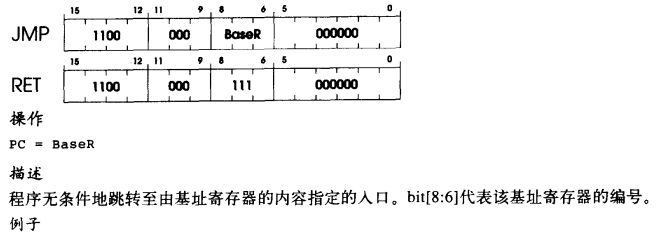 15 12 11 9 8 6 5 0
JMP 1100 000 BaseR 000000
15 12 11 9 8 6 5 0
RET 1100 000 111 000000
操作
PC = BaseR
描述
程序无条件地跳转至由基址寄存器的内容指定的入口。bit[8:6]代表该基址寄存器的编号。
例子